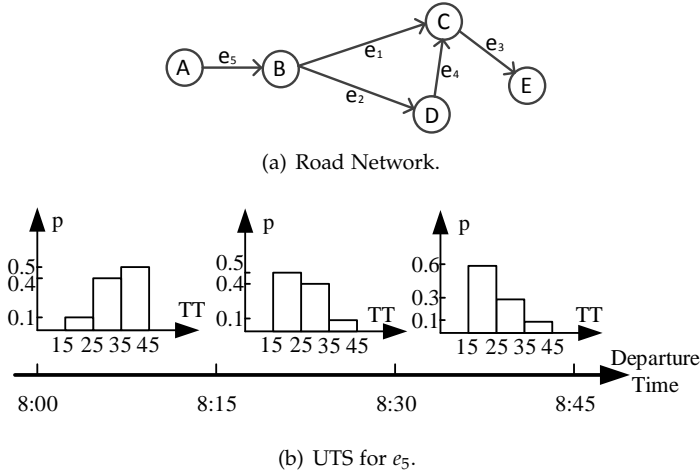 C
A
e5
B
e1
e3
e2
e4
E
D
(a) Road Network.
p
p
p
0.5
0.4
0.1
TT
15 25 35 45
0.5
0.4
0.1
TT
15 25 35 45
0.6
0.3
0.1
TT
15 25 35 45
Departure
Time
8:00 8:15 8:30 8:45
(b) UTS for e5.